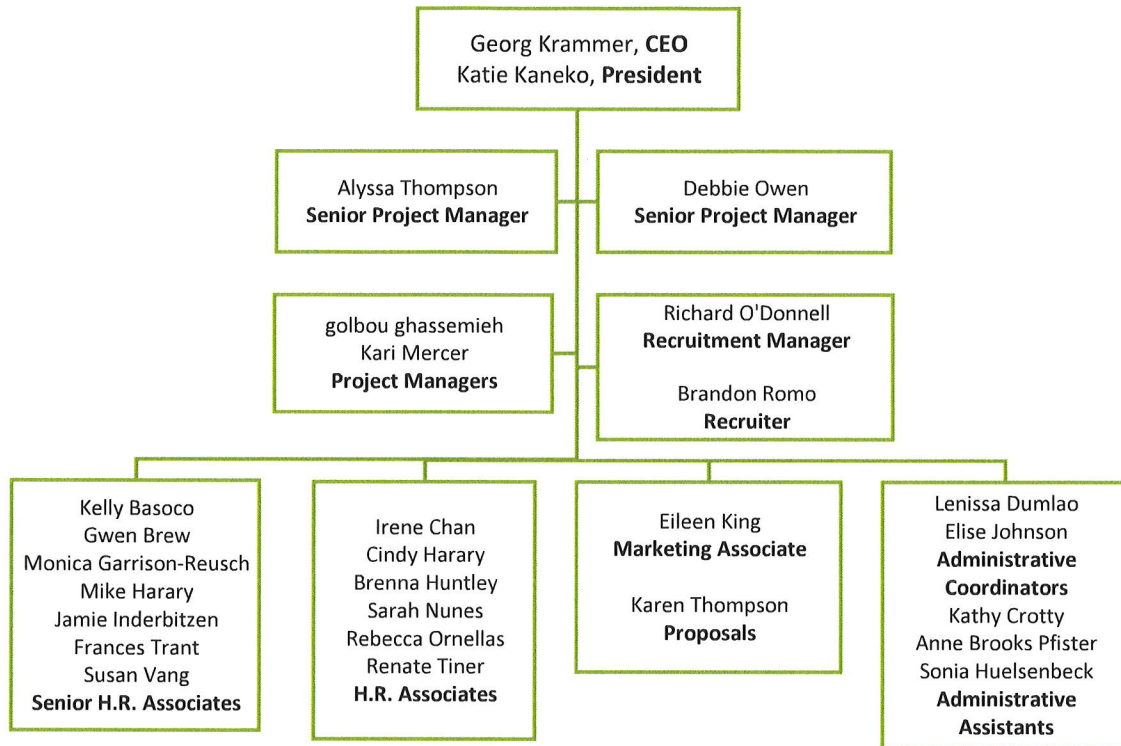 Georg Krammer, CEO
Katie Kaneko, President
Alyssa Thompson
Senior Project Manager
Debbie Owen
Senior Project Manager
golbou ghassemieh
Kari Mercer
Project Managers
Richard O'Donnell
Recruitment Manager
Brandon Romo
Recruiter
Kelly Basoco
Gwen Brew
Monica Garrison-Reusch
Mike Harary
Jamie Inderbitzen
Frances Trant
Susan Vang
Senior H.R. Associates
Irene Chan
Cindy Harary
Brenna Huntley
Sarah Nunes
Rebecca Ornellas
Renate Tiner
H.R. Associates
Eileen King
Marketing Associate
Karen Thompson
Proposals
Lenissa Dumlao
Elise Johnson
Administrative
Coordinators
Kathy Crotty
Anne Brooks Pfister
Sonia Huelsenbeck
Administrative
Assistants